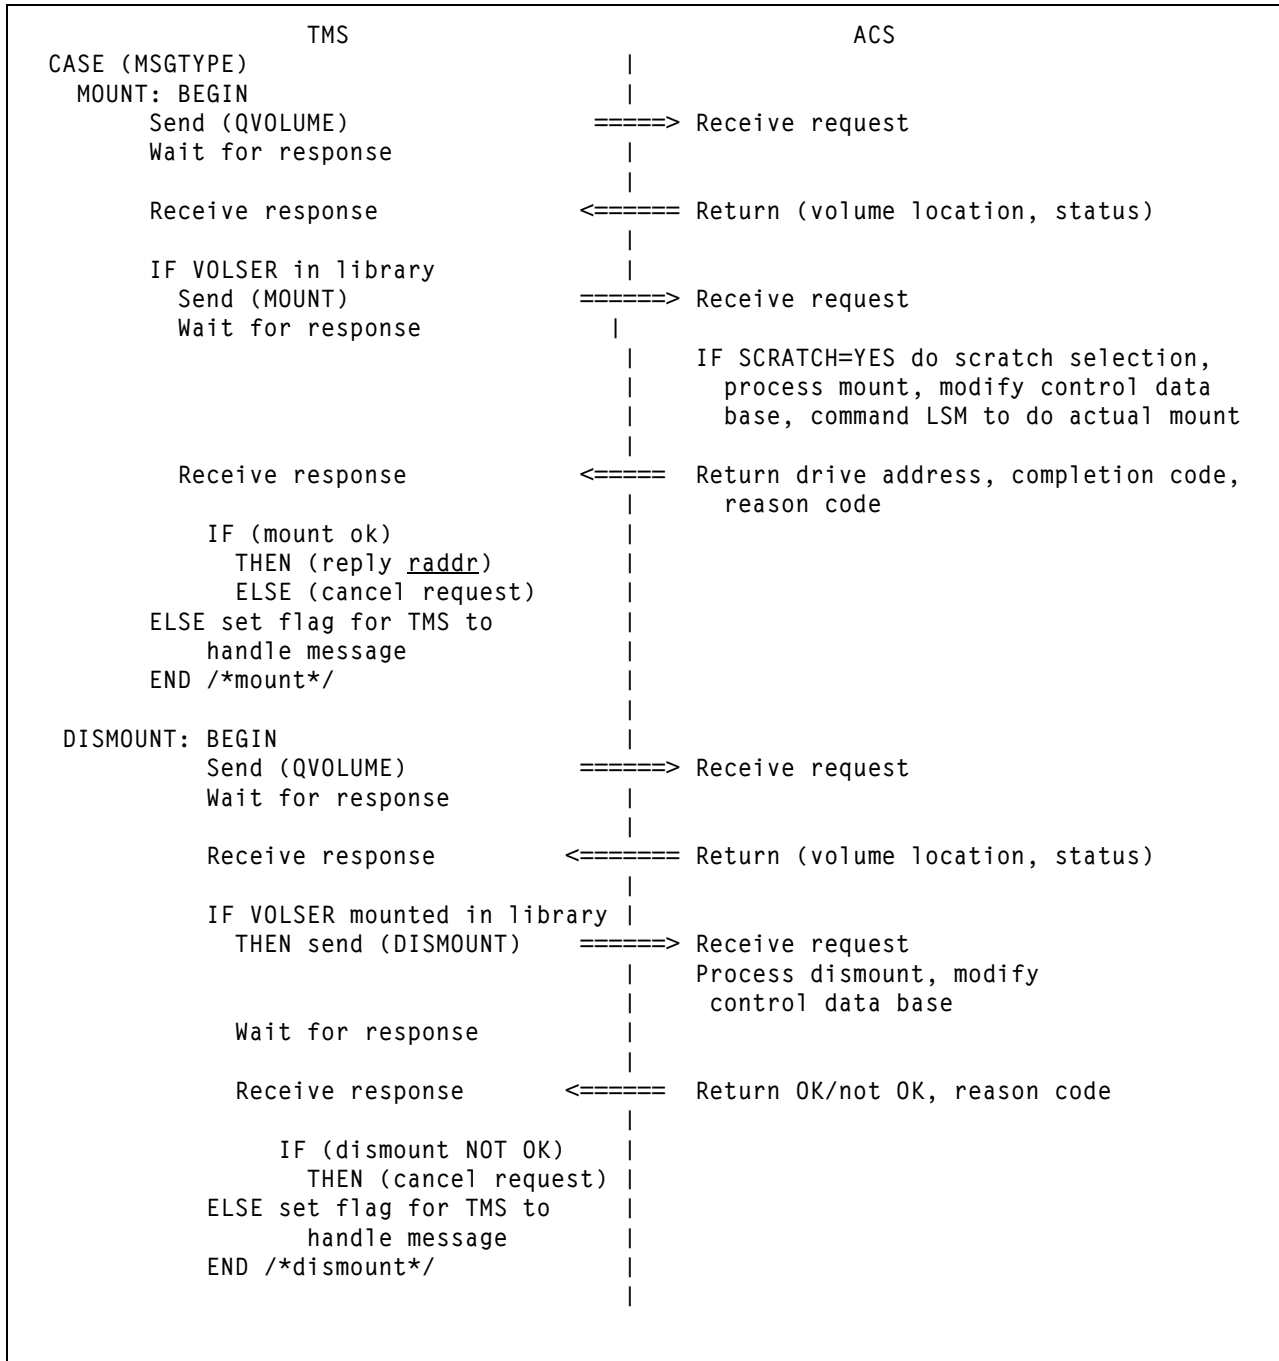 TMS                                   ACS
CASE (MSGTYPE)                          |
  MOUNT: BEGIN                          |
       Send (QVOLUME)                 =====> Receive request
       Wait for response                |
                                        |
       Receive response              <====== Return (volume location, status)
                                        |
       IF VOLSER in library             |
         Send (MOUNT)                ======> Receive request
         Wait for response             |
                                        |    IF SCRATCH=YES do scratch selection,
                                        |      process mount, modify control data
                                        |      base, command LSM to do actual mount
                                        |
         Receive response            <=====  Return drive address, completion code,
                                        |      reason code
           IF (mount ok)                |
             THEN (reply raddr)         |
             ELSE (cancel request)      |
       ELSE set flag for TMS to         |
           handle message               |
       END /*mount*/                    |
                                        |
 DISMOUNT: BEGIN                        |
           Send (QVOLUME)            ======> Receive request
           Wait for response            |
                                        |
           Receive response         <======= Return (volume location, status)
                                        |
           IF VOLSER mounted in library |
             THEN send (DISMOUNT)    ======> Receive request
                                        |    Process dismount, modify
                                        |     control data base
             Wait for response          |
                                        |
             Receive response       <======  Return OK/not OK, reason code
                                        |
                IF (dismount NOT OK)    |
                  THEN (cancel request) |
           ELSE set flag for TMS to     |
                  handle message        |
           END /*dismount*/             |
                                        |